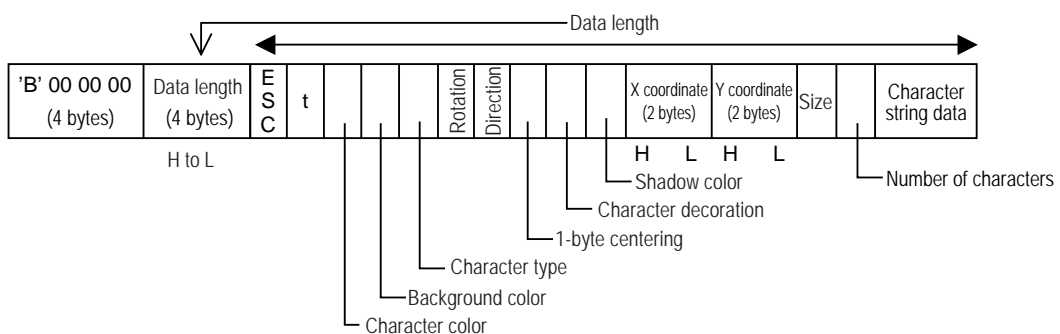 Data length
'B' 00 00 00
(4 bytes)
Data length
(4 bytes)
E
S
C
t
Rotation
Direction
X coordinate
(2 bytes)
Y coordinate
(2 bytes)
Size
Character
string data
H to L
H L H L
Shadow color
Number of characters
Character decoration
1-byte centering
Character type
Background color
Character color